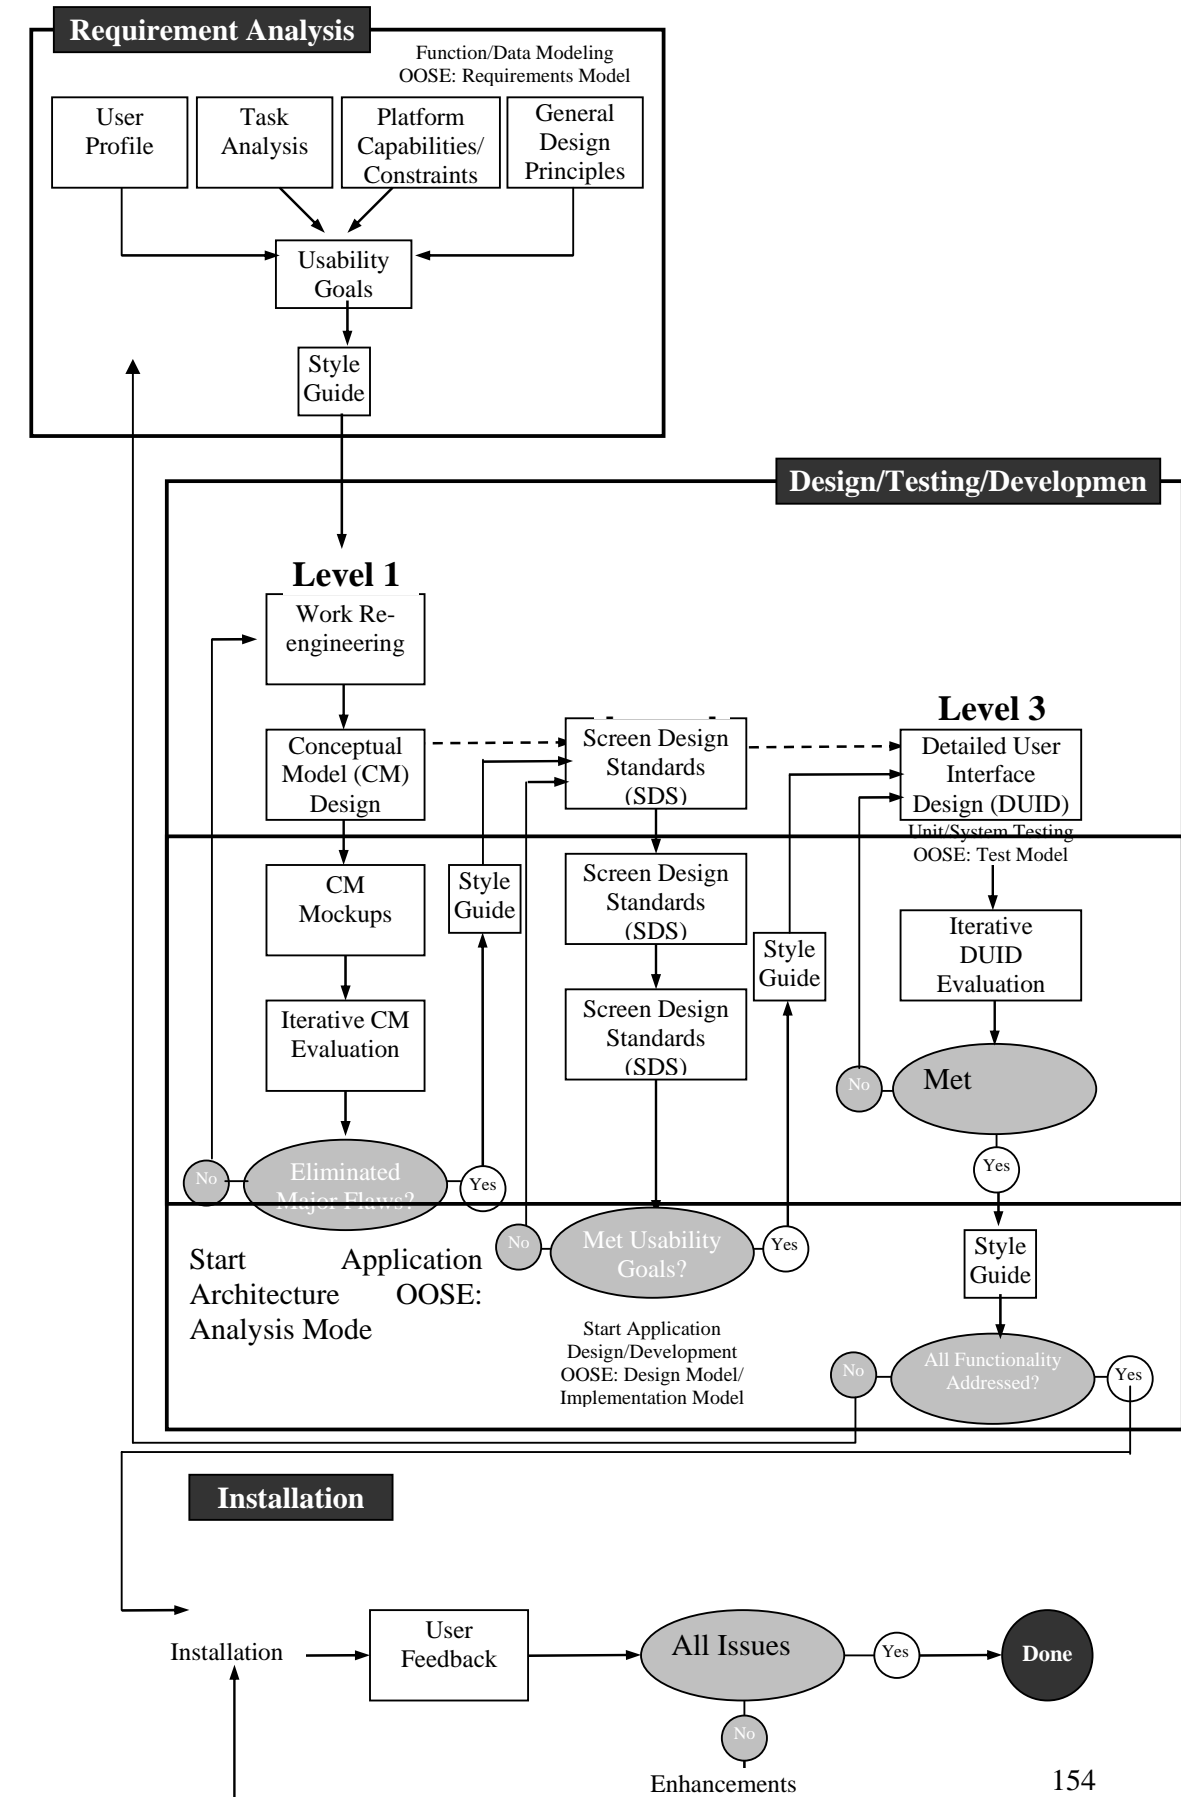 Requirement Analysis
Function/Data Modeling
OOSE: Requirements Model
User
Profile
Task
Analysis
Platform
Capabilities/
Constraints
General
Design
Principles
Usability
Goals
Style
Guide
Design/Testing/Developmen
Level 1
Work Re-
engineering
Conceptual
Model (CM)
Design
CM
Mockups
Iterative CM
Evaluation
No
Eliminated
Major Flaws?
Yes
Style
Guide
Start Application
Architecture OOSE:
Analysis Mode
Screen Design
Standards
(SDS)
Screen Design
Standards
(SDS)
Screen Design
Standards
(SDS)
No
Met Usability
Goals?
Yes
Style
Guide
Start Application
Design/Development
OOSE: Design Model/
Implementation Model
Level 3
Detailed User
Interface
Design (DUID)
Unit/System Testing
OOSE: Test Model
Iterative
DUID
Evaluation
No
Met
Yes
Style
Guide
No
All Functionality
Addressed?
Yes
Installation
Installation
User
Feedback
All Issues
Yes
Done
No
Enhancements
154